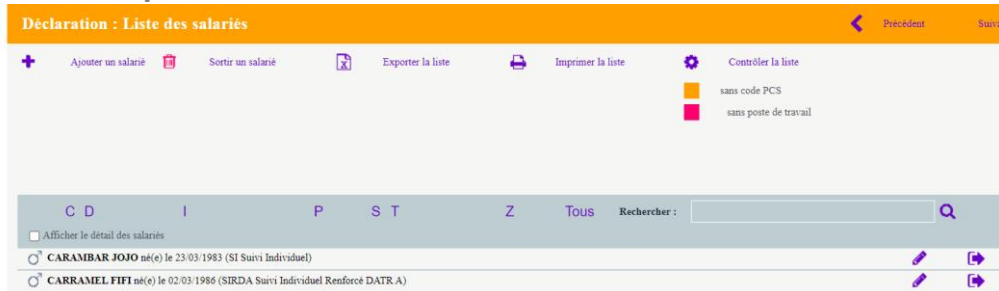 Déclaration : Liste des salariés
Précédent
Ajouter un salarié
Sortir un salarié
Exporter la liste
Imprimer la liste
Contrôler la liste
sans code PCS
sans poste de travail
C D I P S T Z Tous Rechercher :
Afficher le détail des salariés
CARAMBAR JOJO né(e) le 23/03/1983 (SI Suivi Individuel)
CARRAMEL FIFI né(e) le 02/03/1986 (SIRDA Suivi Individuel Renforcé DATR A)